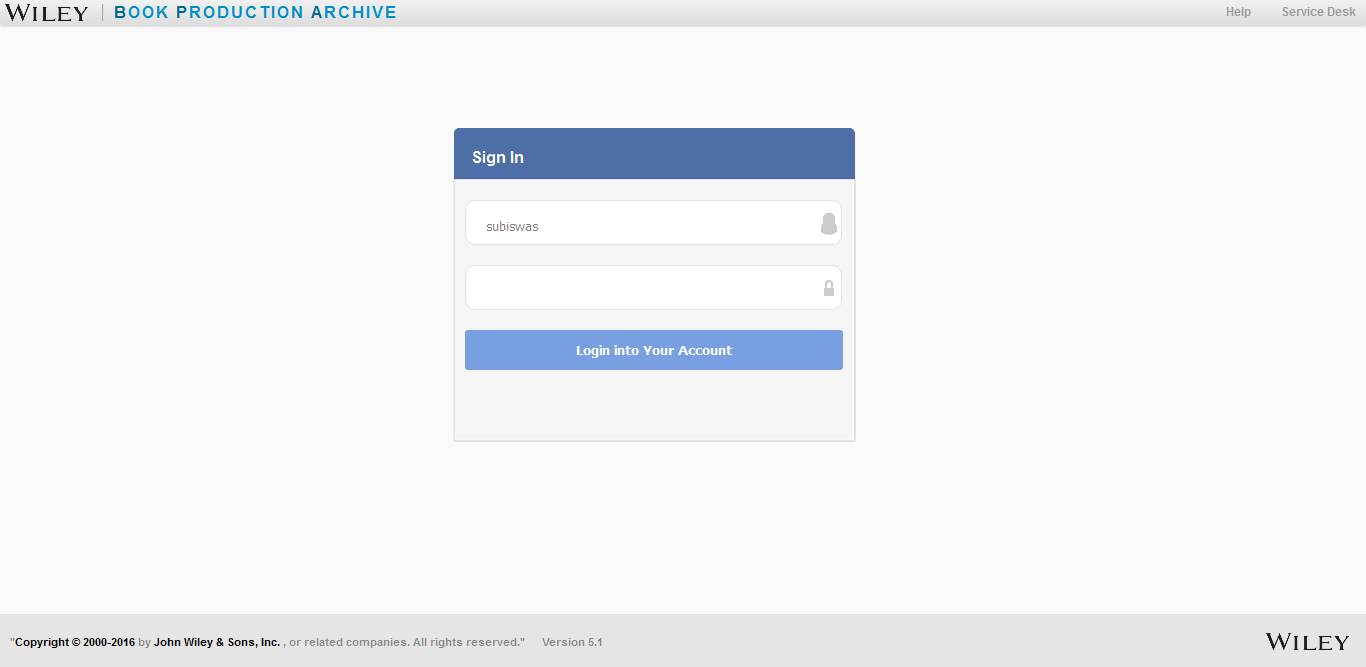 WILEY | BOOK PRODUCTION ARCHIVE Help Service Desk
Sign In
subiswas
Login into Your Account
"Copyright © 2000-2016 by John Wiley & Sons, Inc. , or related companies. All rights reserved." Version 5.1 WILEY